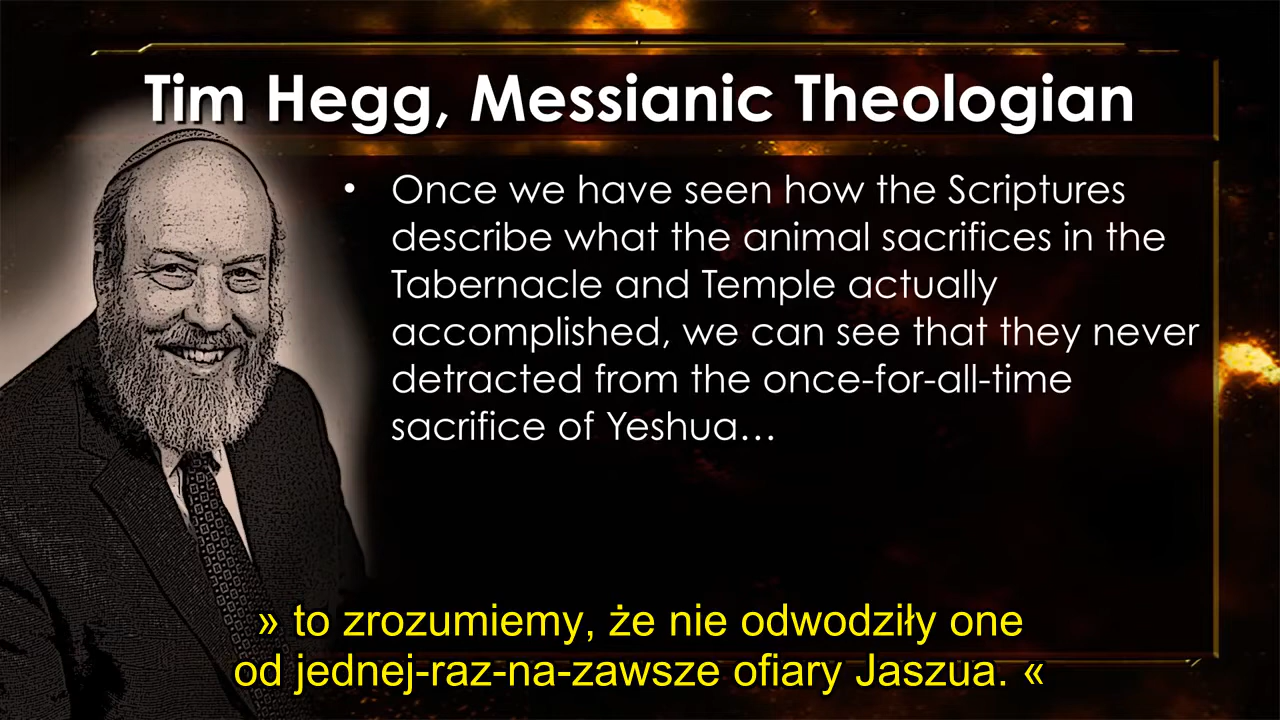 Tim Hegg, Messianic Theologian
• Once we have seen how the Scriptures
describe what the animal sacrifices in the
Tabernacle and Temple actually
accomplished, we can see that they never
detracted from the once-for-all-time
sacrifice of Yeshua…
» to zrozumiemy, że nie odwodziły one
od jednej-raz-na-zawsze ofiary Jaszua. «